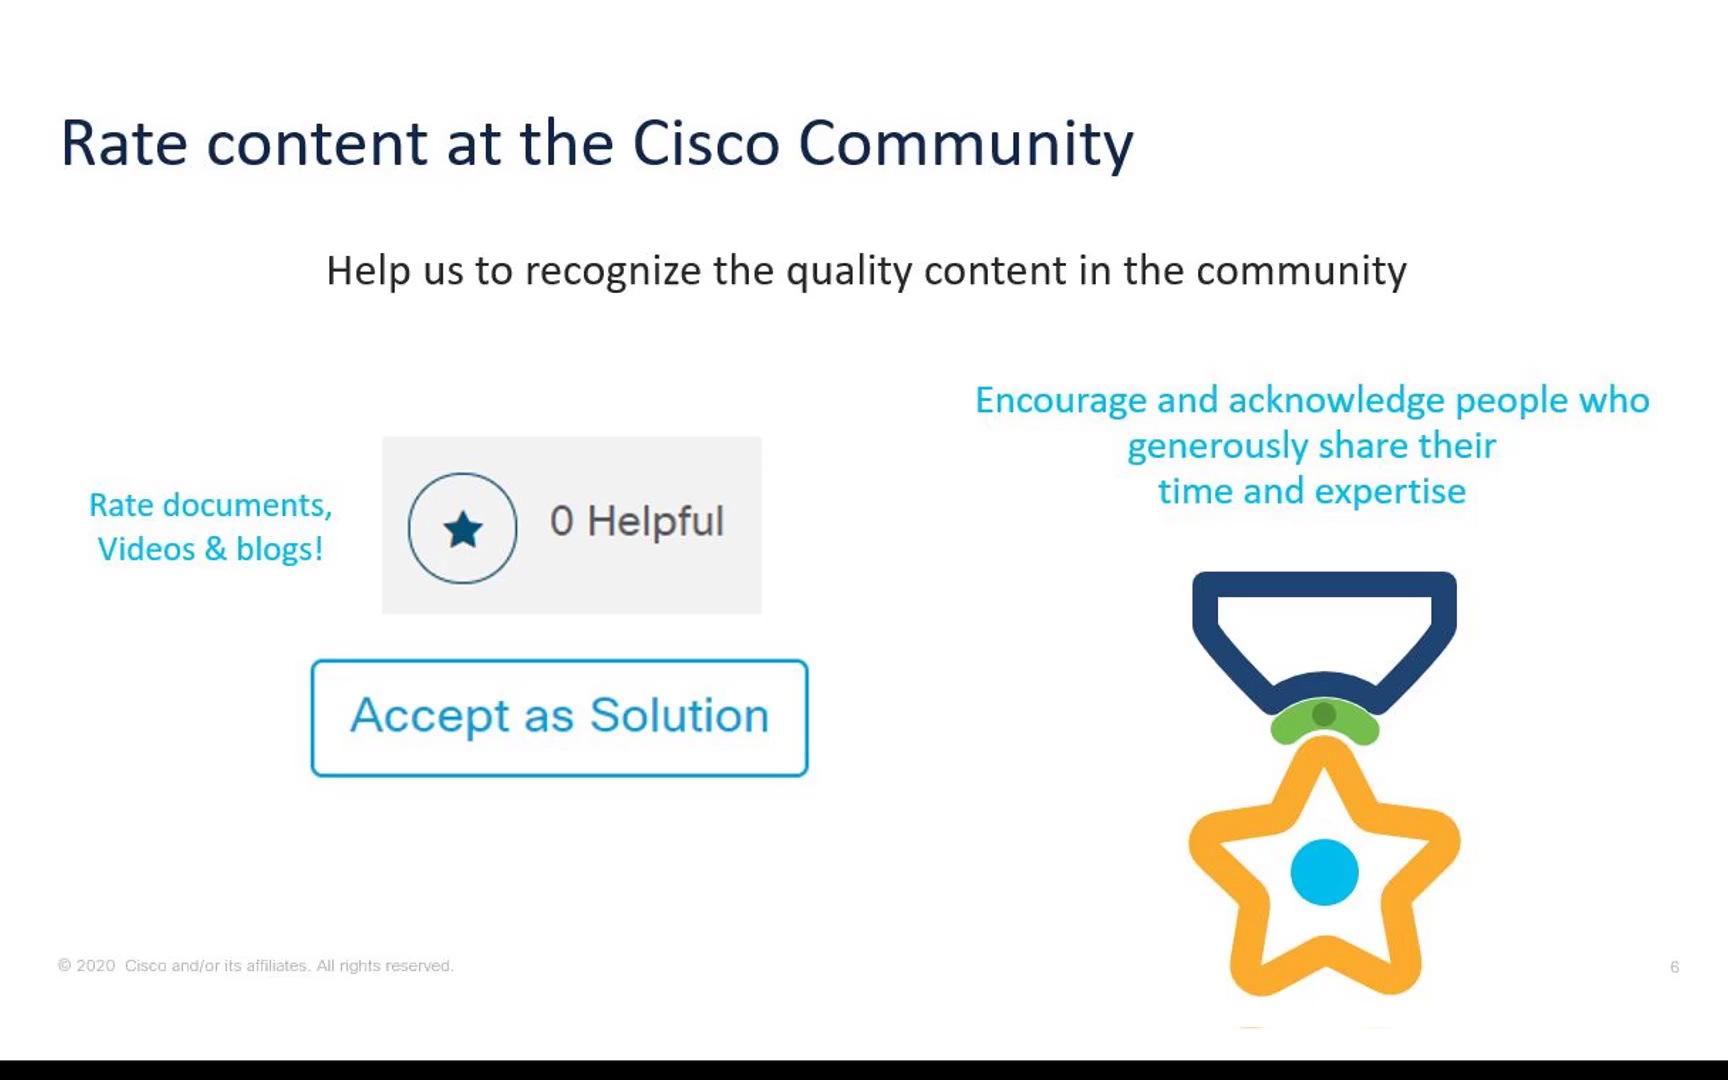 Rate content at the Cisco Community
Help us to recognize the quality content in the community
Rate documents,
Videos & blogs!
0 Helpful
Accept as Solution
Encourage and acknowledge people who
generously share their
time and expertise
© 2020 Cisco and/or its affiliates. All rights reserved.
6